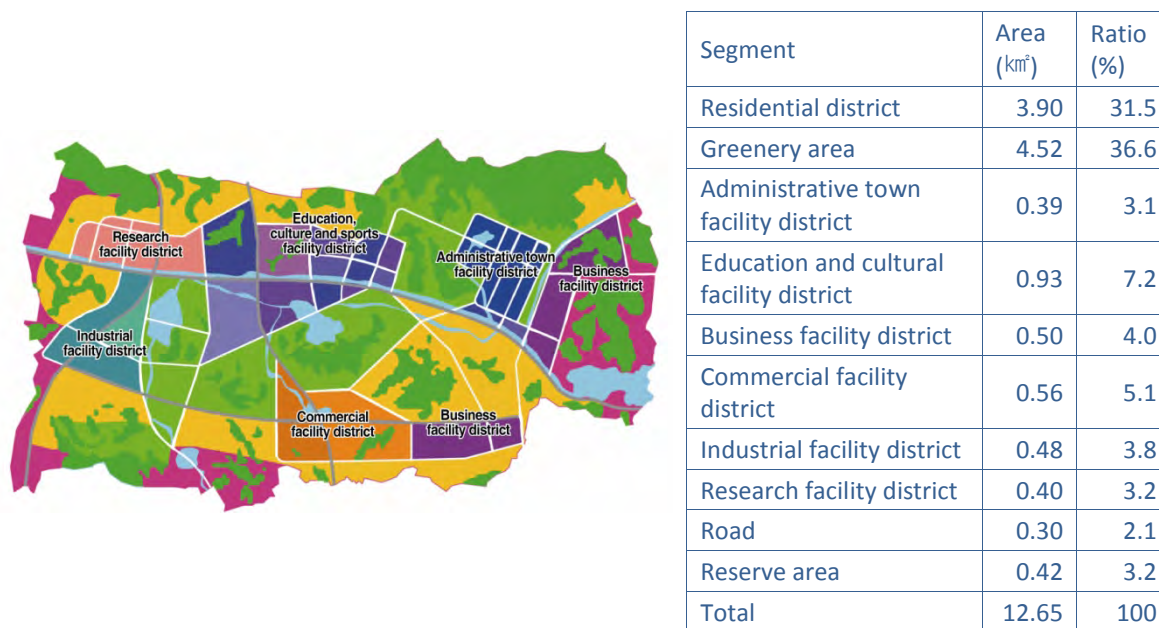 Research
facility district
Education,
culture and sports
facility district
Administrative town
facility district
Business
facility district
Industrial
facility district
Commercial
facility district
Business
facility district
Segment Area (㎢) Ratio (%)
Residential district 3.90 31.5
Greenery area 4.52 36.6
Administrative town facility district 0.39 3.1
Education and cultural facility district 0.93 7.2
Business facility district 0.50 4.0
Commercial facility district 0.56 5.1
Industrial facility district 0.48 3.8
Research facility district 0.40 3.2
Road 0.30 2.1
Reserve area 0.42 3.2
Total 12.65 100